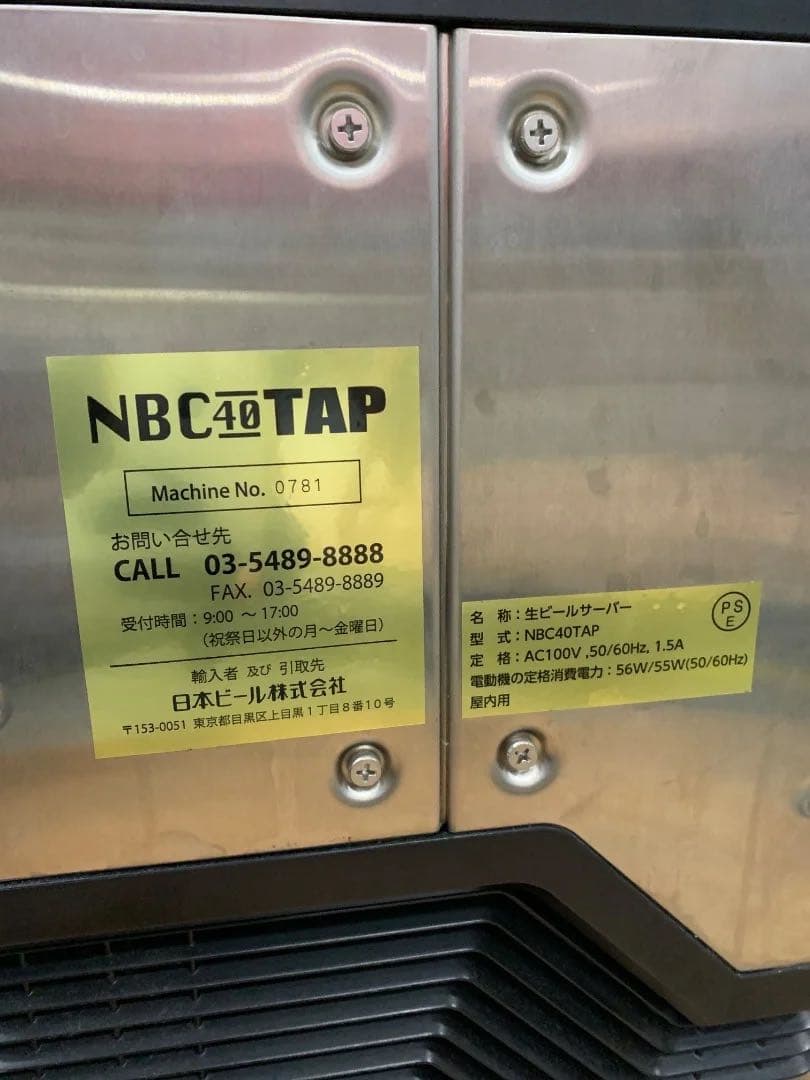 NBC40TAP
Machine No. 0781
お問い合せ先
CALL 03-5489-8888
FAX. 03-5489-8889
受付時間：9:00 ～17:00
（祝祭日以外の月～金曜日）
輸入者 及び 引取先
日本ビール株式会社
〒153-0051 東京都目黒区上目黒1丁目8番10号
名 称：生ビールサーバー
PSE
型 式：NBC40TAP
定 格：AC100V ,50/60Hz, 1.5A
電動機の定格消費電力：56W/55W(50/60Hz)
屋内用